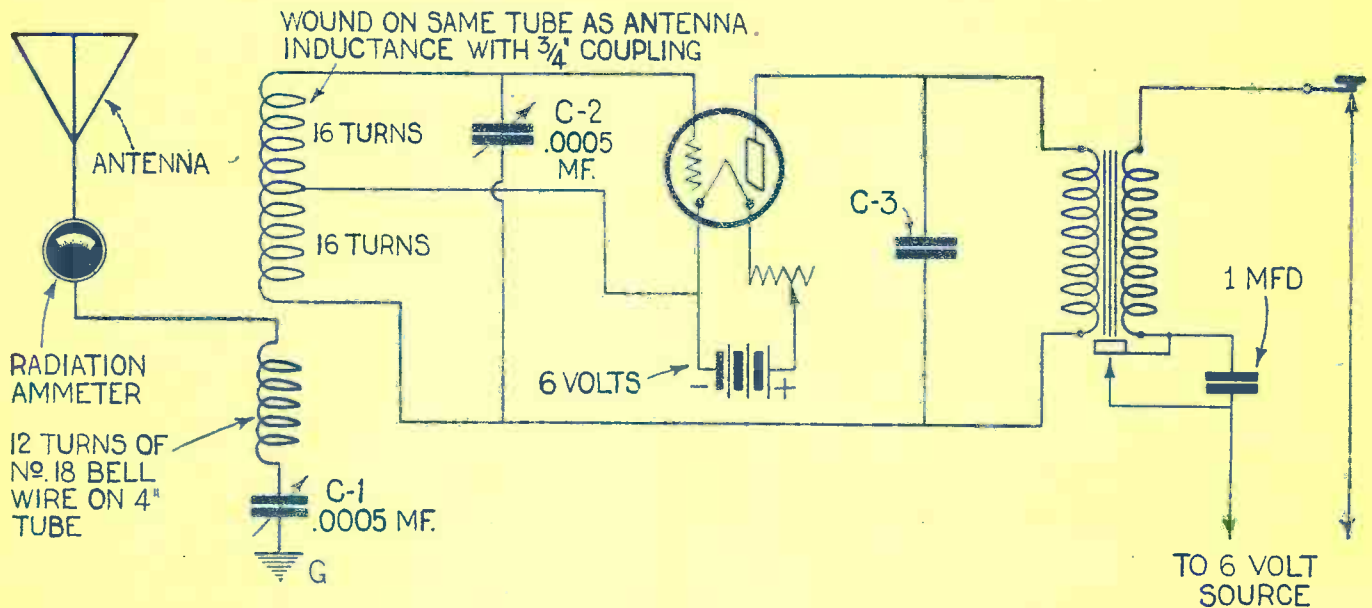 WOUND ON SAME TUBE AS ANTENNA
INDUCTANCE WITH 3/4" COUPLING
ANTENNA
16 TURNS
16 TURNS
C-2
.0005
MF.
C-3
1 MFD
RADIATION
AMMETER
6 VOLTS
- +
12 TURNS OF
Nº. 18 BELL
WIRE ON 4"
TUBE
C-1
.0005 MF.
G
TO 6 VOLT
SOURCE